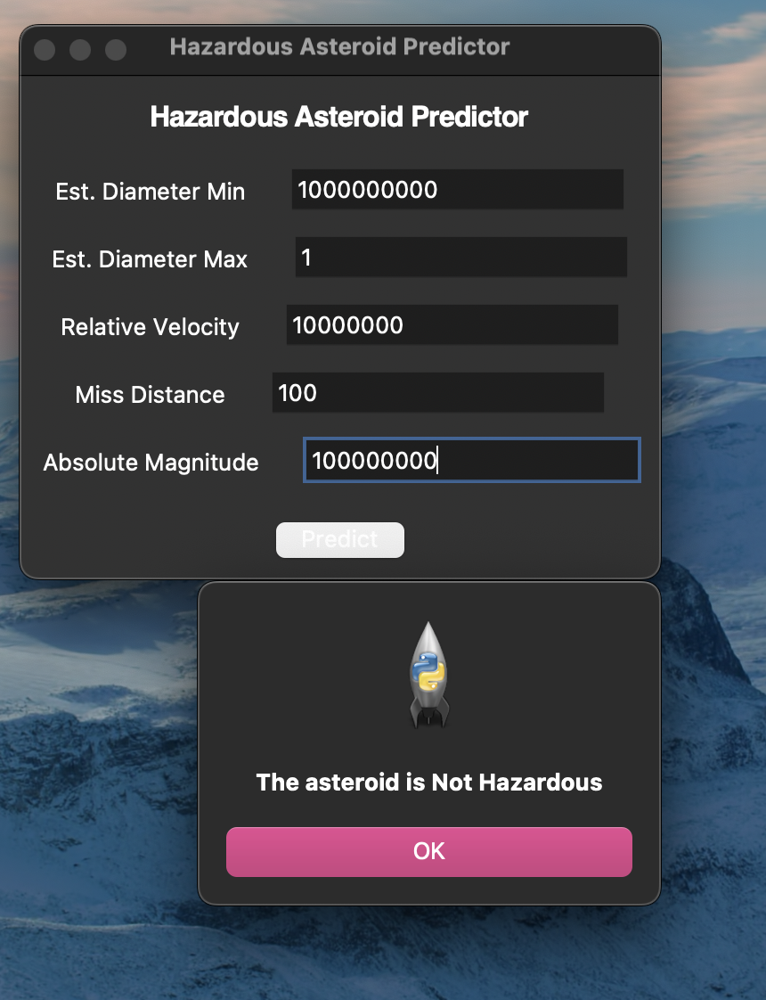 Hazardous Asteroid Predictor
Hazardous Asteroid Predictor
Est. Diameter Min 1000000000
Est. Diameter Max 1
Relative Velocity 10000000
Miss Distance 100
Absolute Magnitude 100000000
Predict
The asteroid is Not Hazardous
OK